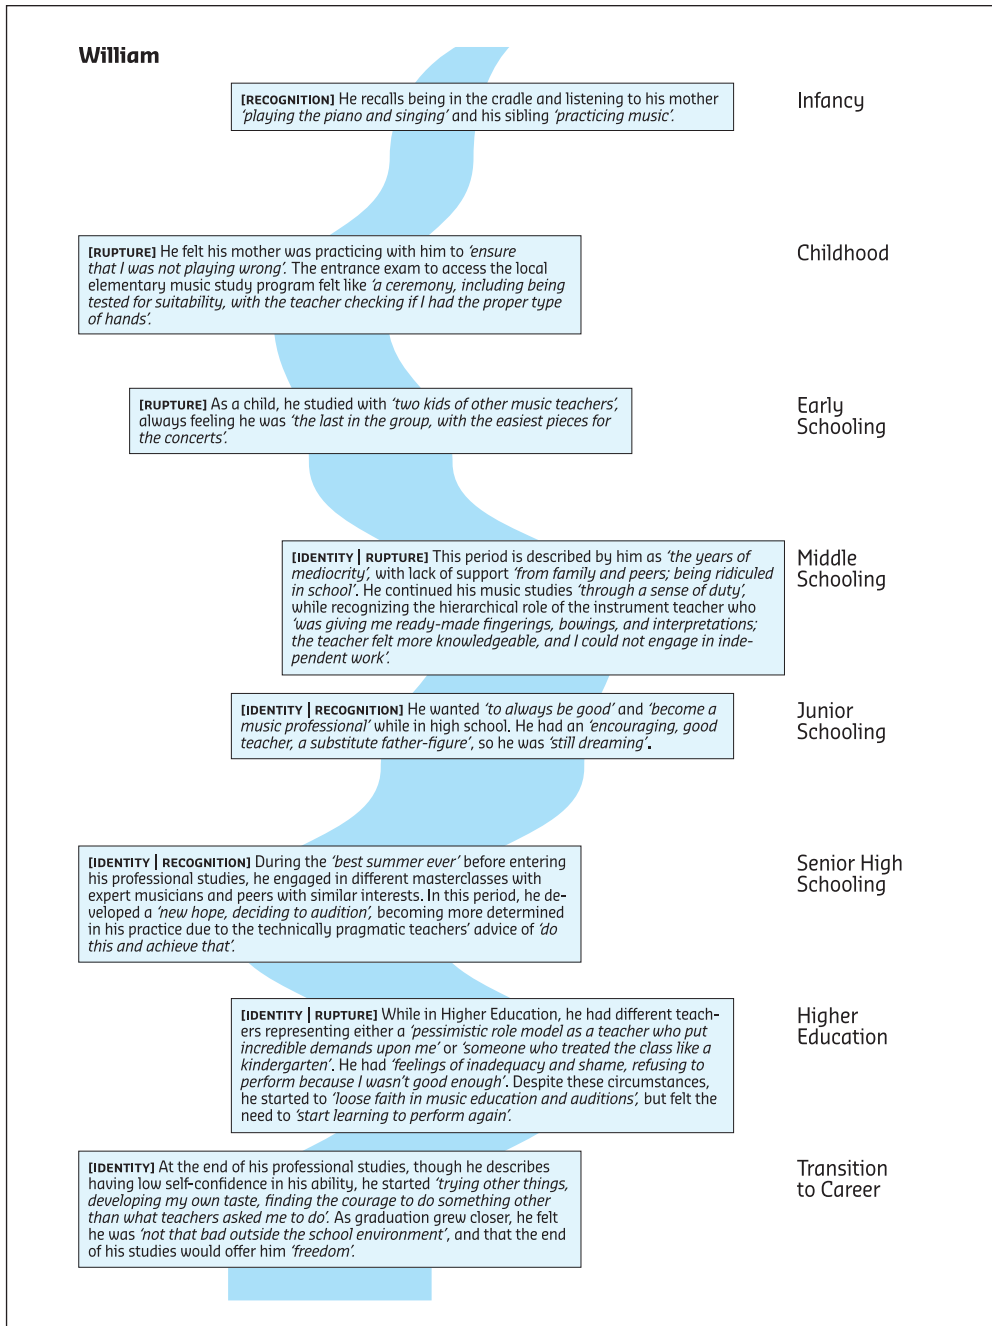 William
[RECOGNITION] He recalls being in the cradle and listening to his mother
‘playing the piano and singing’ and his sibling ‘practicing music’.
Infancy
[RUPTURE] He felt his mother was practicing with him to ‘ensure
that I was not playing wrong’. The entrance exam to access the local
elementary music study program felt like ‘a ceremony, including being
tested for suitability, with the teacher checking if I had the proper type
of hands’.
Childhood
[RUPTURE] As a child, he studied with ‘two kids of other music teachers’,
always feeling he was ‘the last in the group, with the easiest pieces for
the concerts’.
Early
Schooling
[IDENTITY | RUPTURE] This period is described by him as ‘the years of
mediocrity’, with lack of support ‘from family and peers; being ridiculed
in school’. He continued his music studies ‘through a sense of duty’,
while recognizing the hierarchical role of the instrument teacher who
‘was giving me ready-made fingerings, bowings, and interpretations;
the teacher felt more knowledgeable, and I could not engage in inde-
pendent work’.
Middle
Schooling
[IDENTITY | RECOGNITION] He wanted ‘to always be good’ and ‘become a
music professional’ while in high school. He had an ‘encouraging, good
teacher, a substitute father-figure’, so he was ‘still dreaming’.
Junior
Schooling
[IDENTITY | RECOGNITION] During the ‘best summer ever’ before entering
his professional studies, he engaged in different masterclasses with
expert musicians and peers with similar interests. In this period, he de-
veloped a ‘new hope, deciding to audition’, becoming more determined
in his practice due to the technically pragmatic teachers’ advice of ‘do
this and achieve that’.
Senior High
Schooling
[IDENTITY | RUPTURE] While in Higher Education, he had different teach-
ers representing either a ‘pessimistic role model as a teacher who put
incredible demands upon me’ or ‘someone who treated the class like a
kindergarten’. He had ‘feelings of inadequacy and shame, refusing to
perform because I wasn’t good enough’. Despite these circumstances,
he started to ‘loose faith in music education and auditions’, but felt the
need to ‘start learning to perform again’.
Higher
Education
[IDENTITY] At the end of his professional studies, though he describes
having low self-confidence in his ability, he started ‘trying other things,
developing my own taste, finding the courage to do something other
than what teachers asked me to do’. As graduation grew closer, he felt
he was ‘not that bad outside the school environment’, and that the end
of his studies would offer him ‘freedom’.
Transition
to Career